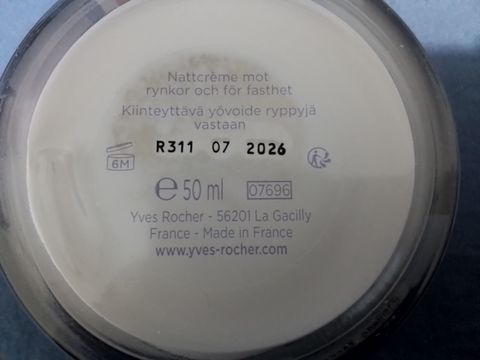 Nattcrème mot
rynkor och för fasthet
Kiinteyttävä yövoide ryppyjä
vastaan
R311 07 2026
6M
e 50 ml 07696
Yves Rocher - 56201 La Gacilly
France - Made in France
www.yves-rocher.com